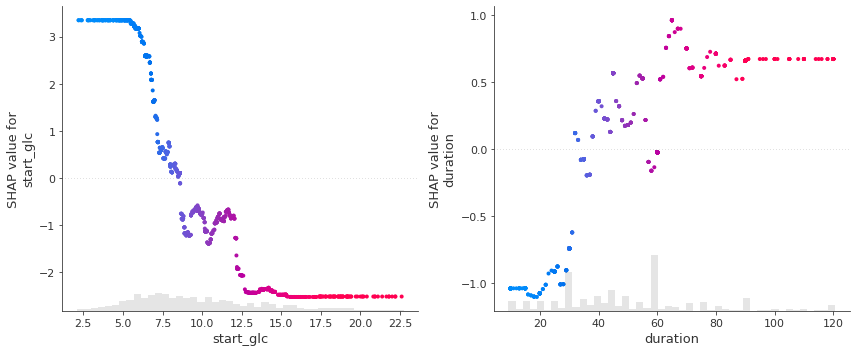 3
2
1
0
−1
−2
SHAP value for
start_glc
2.5 5.0 7.5 10.0 12.5 15.0 17.5 20.0 22.5
start_glc
1.0
0.5
0.0
−0.5
−1.0
SHAP value for
duration
20 40 60 80 100 120
duration